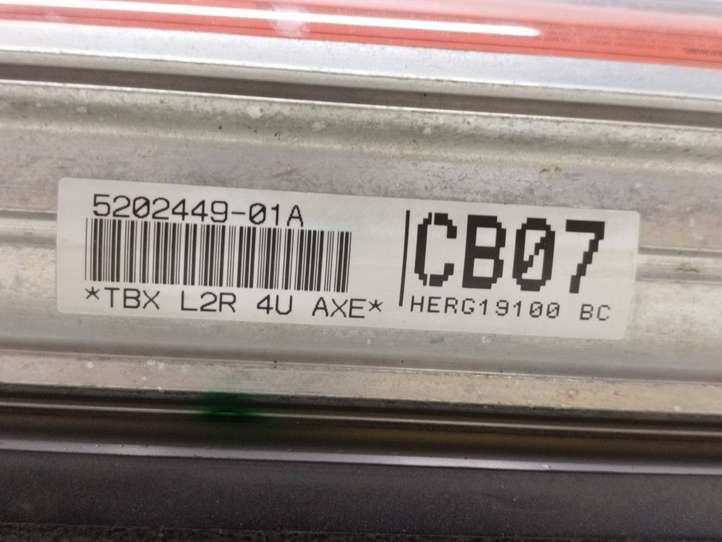 5202449-01A
*TBX L2R 4U AXE*
CB07
HERG19100 BC